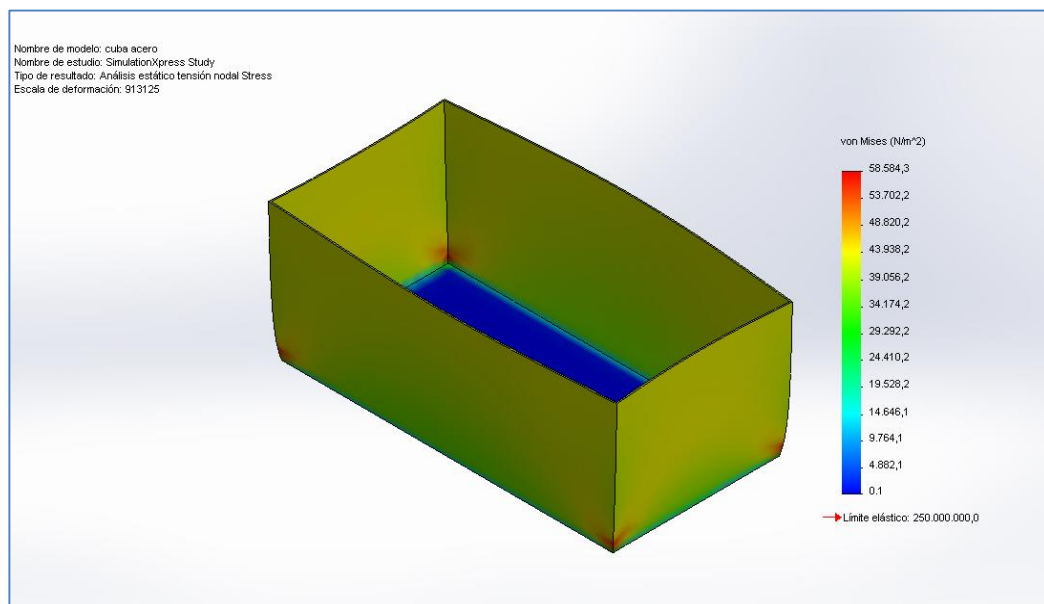 Nombre de modelo: cuba acero
Nombre de estudio: SimulationXpress Study
Tipo de resultado: Análisis estático tensión nodal Stress
Escala de deformación: 913125
von Mises (N/m^2)
58.584,3
53.702,2
48.820,2
43.938,2
39.056,2
34.174,2
29.292,2
24.410,2
19.528,2
14.646,1
9.764,1
4.882,1
0.1
Límite elástico: 250.000.000,0